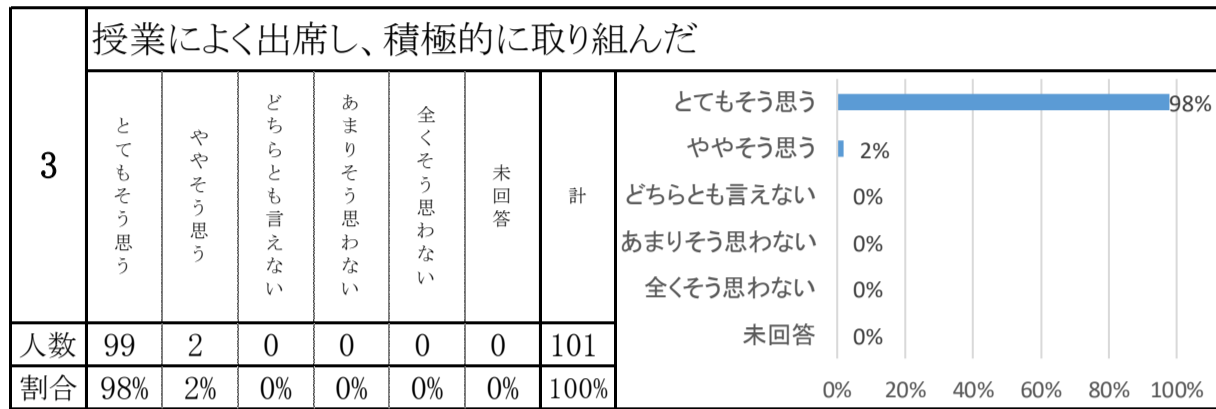 3
授業によく出席し、積極的に取り組んだ
とてもそう思う
ややそう思う
どちらとも言えない
あまりそう思わない
全くそう思わない
未回答
計
人数 99 2 0 0 0 0 101
割合 98% 2% 0% 0% 0% 0% 100%
とてもそう思う 98%
ややそう思う 2%
どちらとも言えない 0%
あまりそう思わない 0%
全くそう思わない 0%
未回答 0%
0% 20% 40% 60% 80% 100%